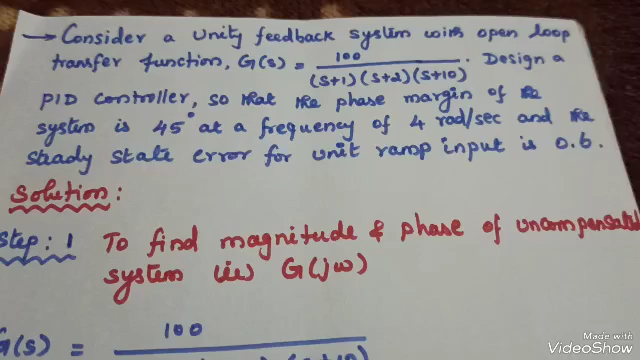 → Consider a unity feedback system with open loop
transfer function, G(s) = 100 / (s+1)(s+2)(s+10). Design a
PID controller, so that the phase margin of the
system is 45° at a frequency of 4 rad/sec and the
steady state error for unit ramp input is 0.6.
Solution:
Step: 1 To find magnitude & phase of uncompensated
system (ie) G(jω)
G(s) = 100
Made with
VideoShow